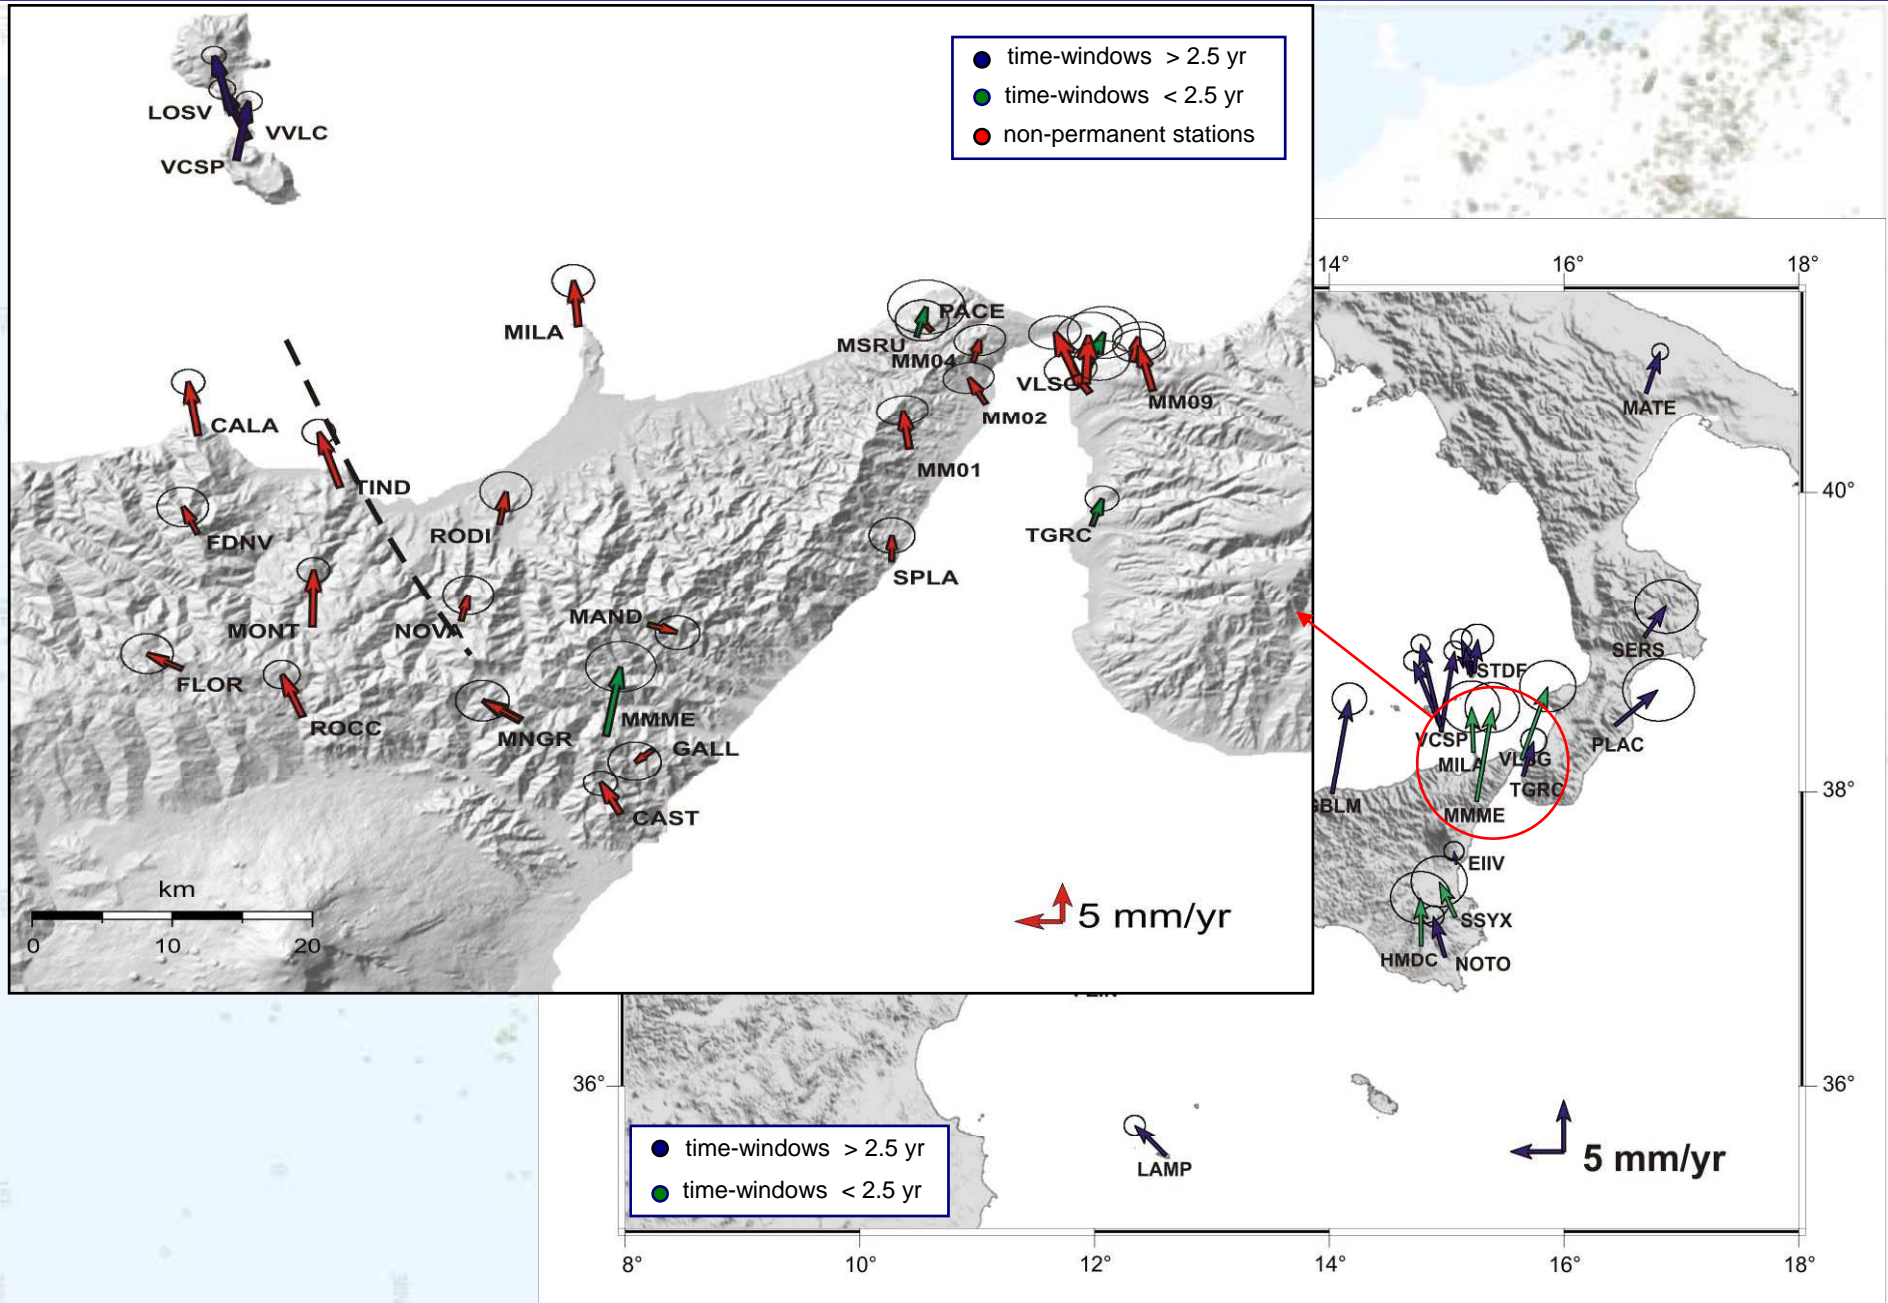 time-windows > 2.5 yr
time-windows < 2.5 yr
non-permanent stations
LOSV
VVLC
VCSP
MILA
PACE
MSRU
MM04
VLSG
MM09
MM02
CALA
MM01
TIND
FDNV
RODI
TGRC
SPLA
MONT
NOVA
MAND
FLOR
ROCC
MNGR
MMME
GALL
CAST
km
0 10 20
5 mm/yr
14° 16° 18°
MATE
40°
SERS
STDF
PLAC
VCSP
MILA VLSG
TGRC
MMME
38°
EIIV
SSYX
HMDC NOTO
36° 36°
time-windows > 2.5 yr
time-windows < 2.5 yr
LAMP
5 mm/yr
8° 10° 12° 14° 16° 18°